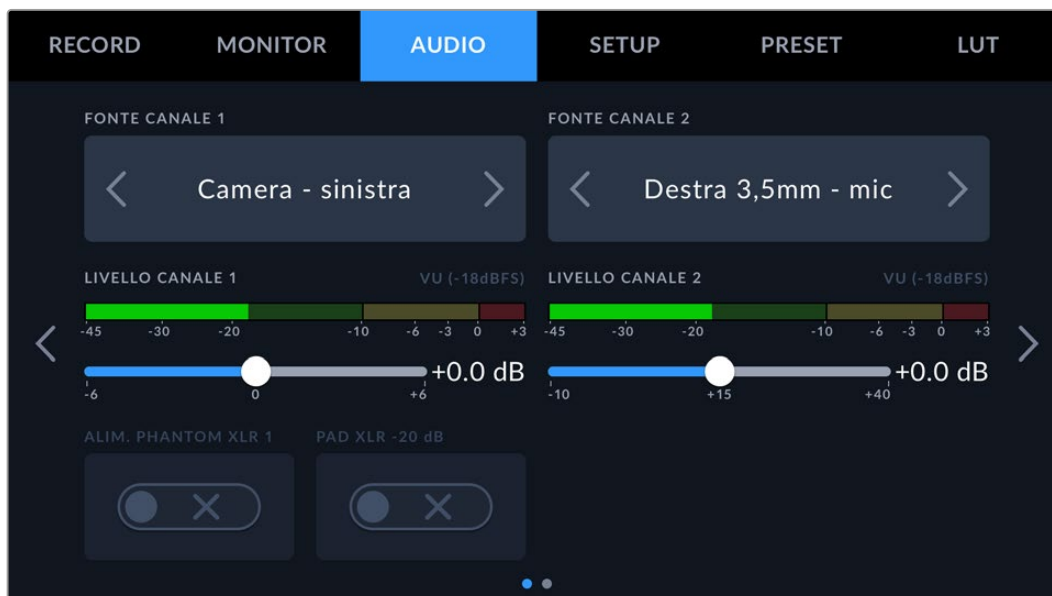 RECORD MONITOR AUDIO SETUP PRESET LUT
FONTE CANALE 1 FONTE CANALE 2
Camera - sinistra Destra 3,5mm - mic
LIVELLO CANALE 1 VU (-18dBFS) LIVELLO CANALE 2 VU (-18dBFS)
-45 -30 -20 -10 -6 -3 0 +3 -45 -30 -20 -10 -6 -3 0 +3
+0.0 dB +0.0 dB
-6 0 +6 -10 +15 +40
ALIM. PHANTOM XLR 1 PAD XLR -20 dB